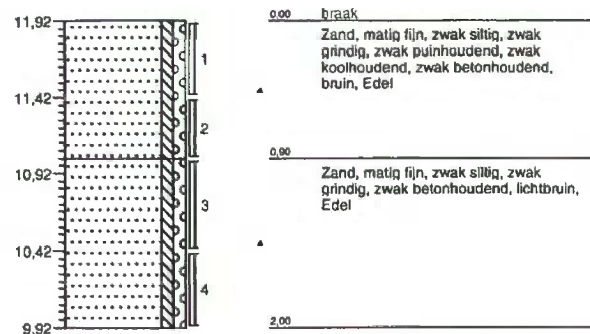 11,92
11,42
10,92
10,42
9,92
1
2
3
4
0,00 braak
Zand, matig fijn, zwak siltig, zwak
grindig, zwak puinhoudend, zwak
koolhoudend, zwak betonhoudend,
bruin, Edel
0,90
Zand, matig fijn, zwak siltig, zwak
grindig, zwak betonhoudend, lichtbruin,
Edel
2,00